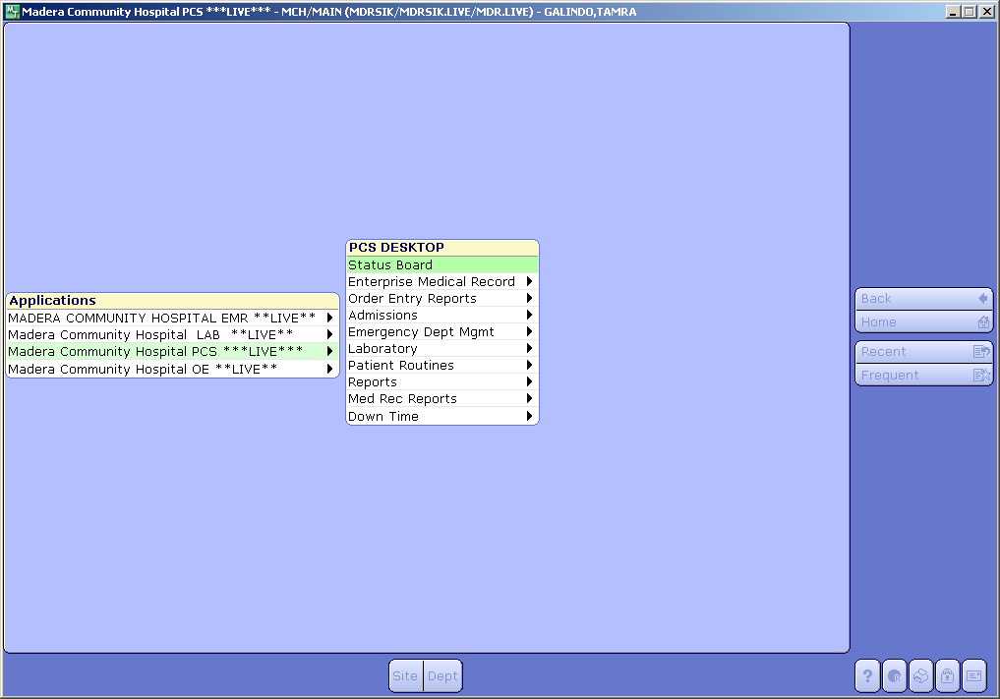 Madera Community Hospital PCS ***LIVE*** - MCH/MAIN (MDRSIK/MDRSIK.LIVE/MDR.LIVE) - GALINDO,TAMRA
Applications
MADERA COMMUNITY HOSPITAL EMR **LIVE**
Madera Community Hospital LAB **LIVE**
Madera Community Hospital PCS ***LIVE***
Madera Community Hospital OE **LIVE**
PCS DESKTOP
Status Board
Enterprise Medical Record
Order Entry Reports
Admissions
Emergency Dept Mgmt
Laboratory
Patient Routines
Reports
Med Rec Reports
Down Time
Back
Home
Recent
Frequent
Site Dept
?